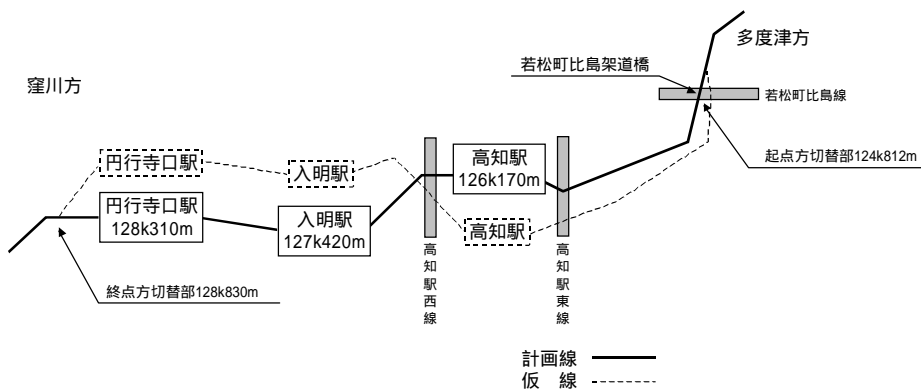 多度津方
若松町比島架道橋
窪川方
若松町比島線
円行寺口駅
入明駅
高知駅
126k170m
起点方切替部124k812m
円行寺口駅
128k310m
入明駅
127k420m
高知駅
高知駅西線
高知駅東線
終点方切替部128k830m
計画線
仮 線